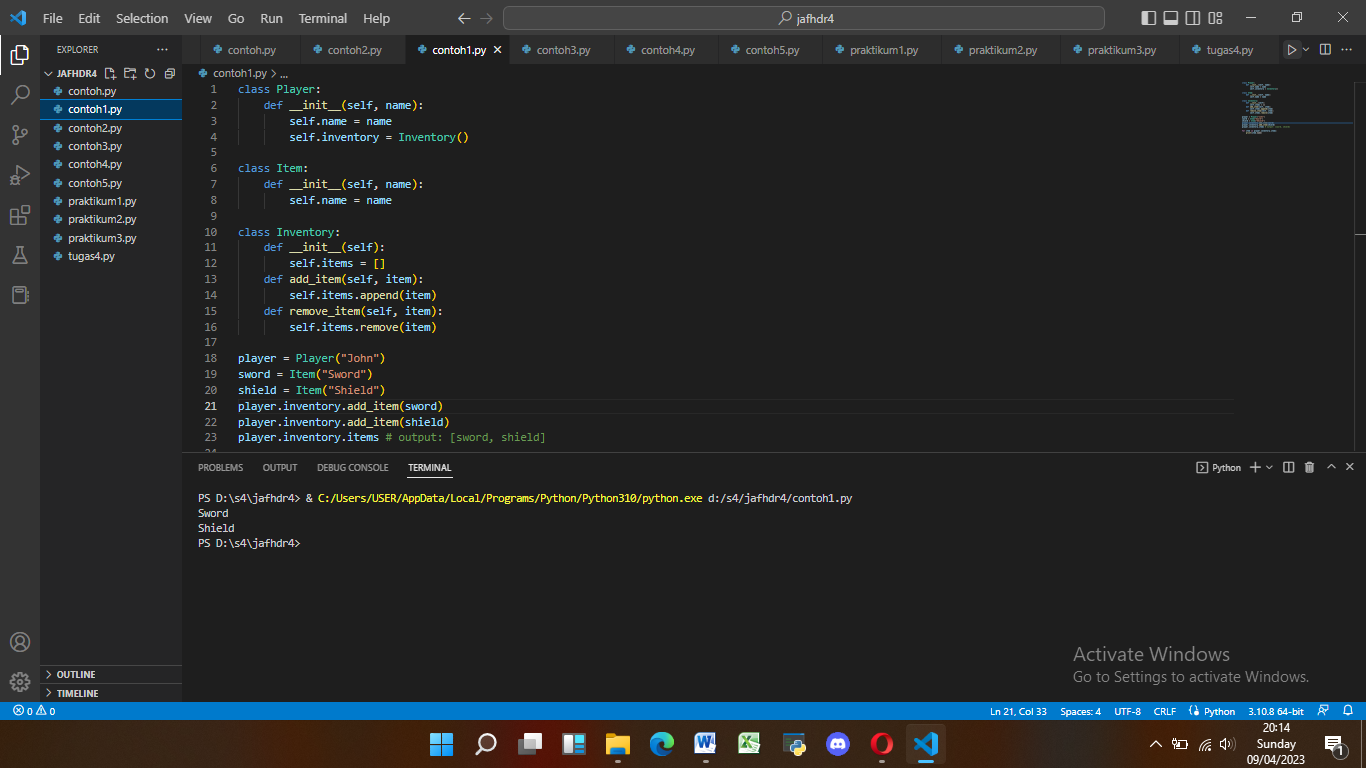 File Edit Selection View Go Run Terminal Help
jafhdr4
EXPLORER
contoh.py contoh2.py contoh1.py contoh3.py contoh4.py contoh5.py praktikum1.py praktikum2.py praktikum3.py tugas4.py
JAFHDR4
contoh.py
contoh1.py
contoh2.py
contoh3.py
contoh4.py
contoh5.py
praktikum1.py
praktikum2.py
praktikum3.py
tugas4.py
OUTLINE
TIMELINE
contoh1.py > ...
1 class Player:
2     def __init__(self, name):
3         self.name = name
4         self.inventory = Inventory()
5
6 class Item:
7     def __init__(self, name):
8         self.name = name
9
10 class Inventory:
11     def __init__(self):
12         self.items = []
13     def add_item(self, item):
14         self.items.append(item)
15     def remove_item(self, item):
16         self.items.remove(item)
17
18 player = Player("John")
19 sword = Item("Sword")
20 shield = Item("Shield")
21 player.inventory.add_item(sword)
22 player.inventory.add_item(shield)
23 player.inventory.items # output: [sword, shield]
PROBLEMS OUTPUT DEBUG CONSOLE TERMINAL
Python
PS D:\s4\jafhdr4> & C:/Users/USER/AppData/Local/Programs/Python/Python310/python.exe d:/s4/jafhdr4/contoh1.py
Sword
Shield
PS D:\s4\jafhdr4>
Activate Windows
Go to Settings to activate Windows.
0 0
Ln 21, Col 33 Spaces: 4 UTF-8 CRLF Python 3.10.8 64-bit
20:14
Sunday
09/04/2023
1